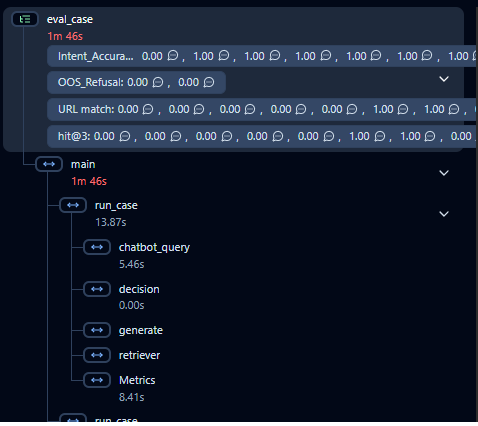 eval_case
1m 46s
Intent_Accura... 0.00 , 1.00 , 1.00 , 1.00 , 1.00 , 1.00
OOS_Refusal: 0.00 , 0.00
URL match: 0.00 , 0.00 , 0.00 , 0.00 , 0.00 , 1.00 , 1.00 , 0
hit@3: 0.00 , 0.00 , 0.00 , 0.00 , 0.00 , 1.00 , 1.00 , 0.00
main
1m 46s
run_case
13.87s
chatbot_query
5.46s
decision
0.00s
generate
retriever
Metrics
8.41s
run_case